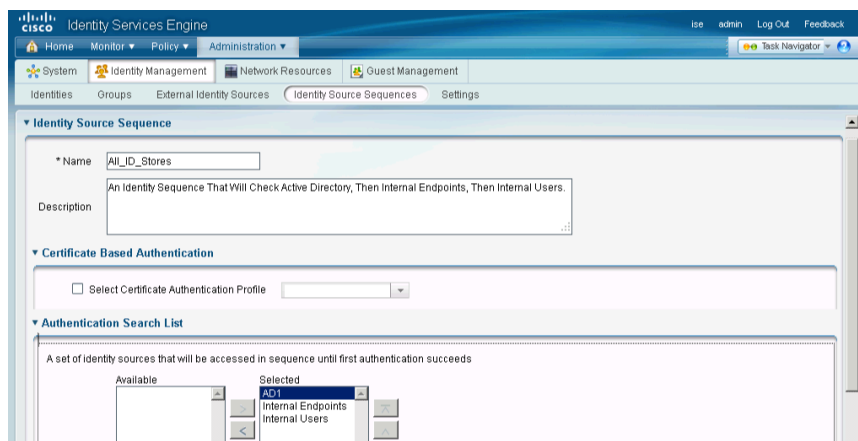 cisco Identity Services Engine ise admin Log Out Feedback
Home Monitor ▼ Policy ▼ Administration ▼ Task Navigator ▼
System Identity Management Network Resources Guest Management
Identities Groups External Identity Sources Identity Source Sequences Settings
▼ Identity Source Sequence
* Name All_ID_Stores
An Identity Sequence That Will Check Active Directory, Then Internal Endpoints, Then Internal Users.
Description
▼ Certificate Based Authentication
Select Certificate Authentication Profile
▼ Authentication Search List
A set of identity sources that will be accessed in sequence until first authentication succeeds
Available Selected
AD1
Internal Endpoints
Internal Users